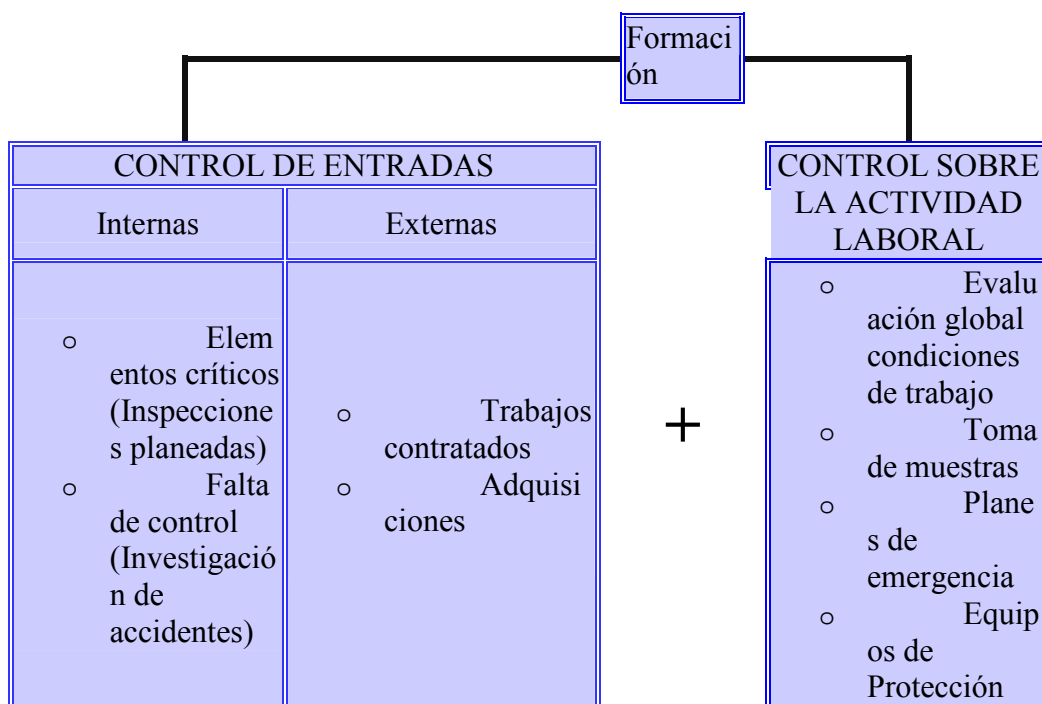 Formaci
ón
CONTROL DE ENTRADAS
Internas
Externas
o Elem
entos críticos
(Inspeccione
s planeadas)
o Falta
de control
(Investigació
n de
accidentes)
o Trabajos
contratados
o Adquisi
ciones
+
CONTROL SOBRE
LA ACTIVIDAD
LABORAL
o Evalu
ación global
condiciones
de trabajo
o Toma
de muestras
o Plane
s de
emergencia
o Equip
os de
Protección